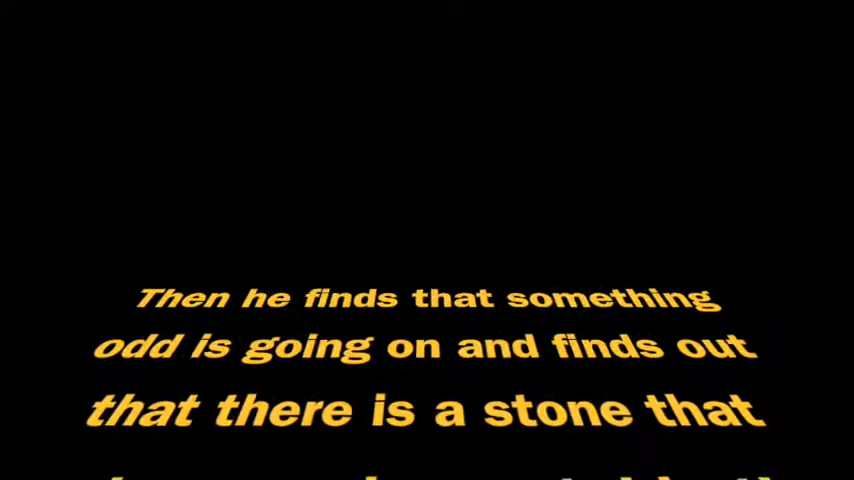 Then he finds that something
odd is going on and finds out
that there is a stone that